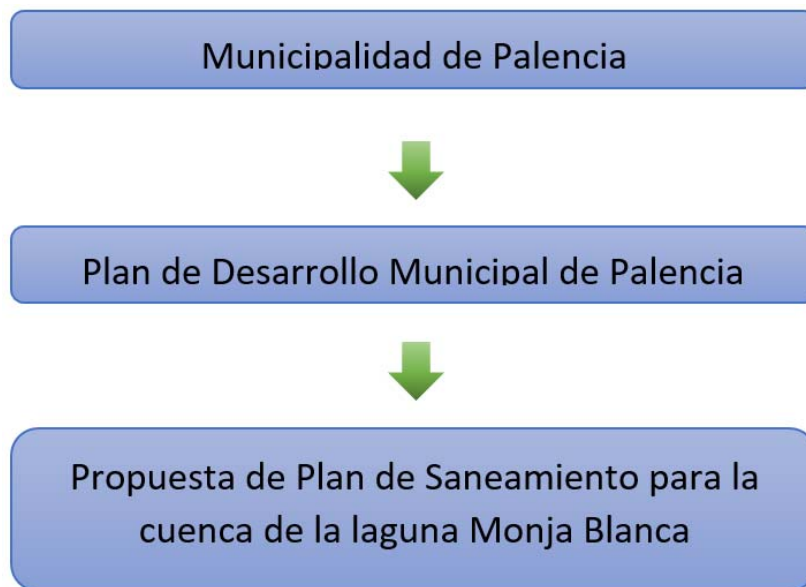 Municipalidad de Palencia
Plan de Desarrollo Municipal de Palencia
Propuesta de Plan de Saneamiento para la
cuenca de la laguna Monja Blanca